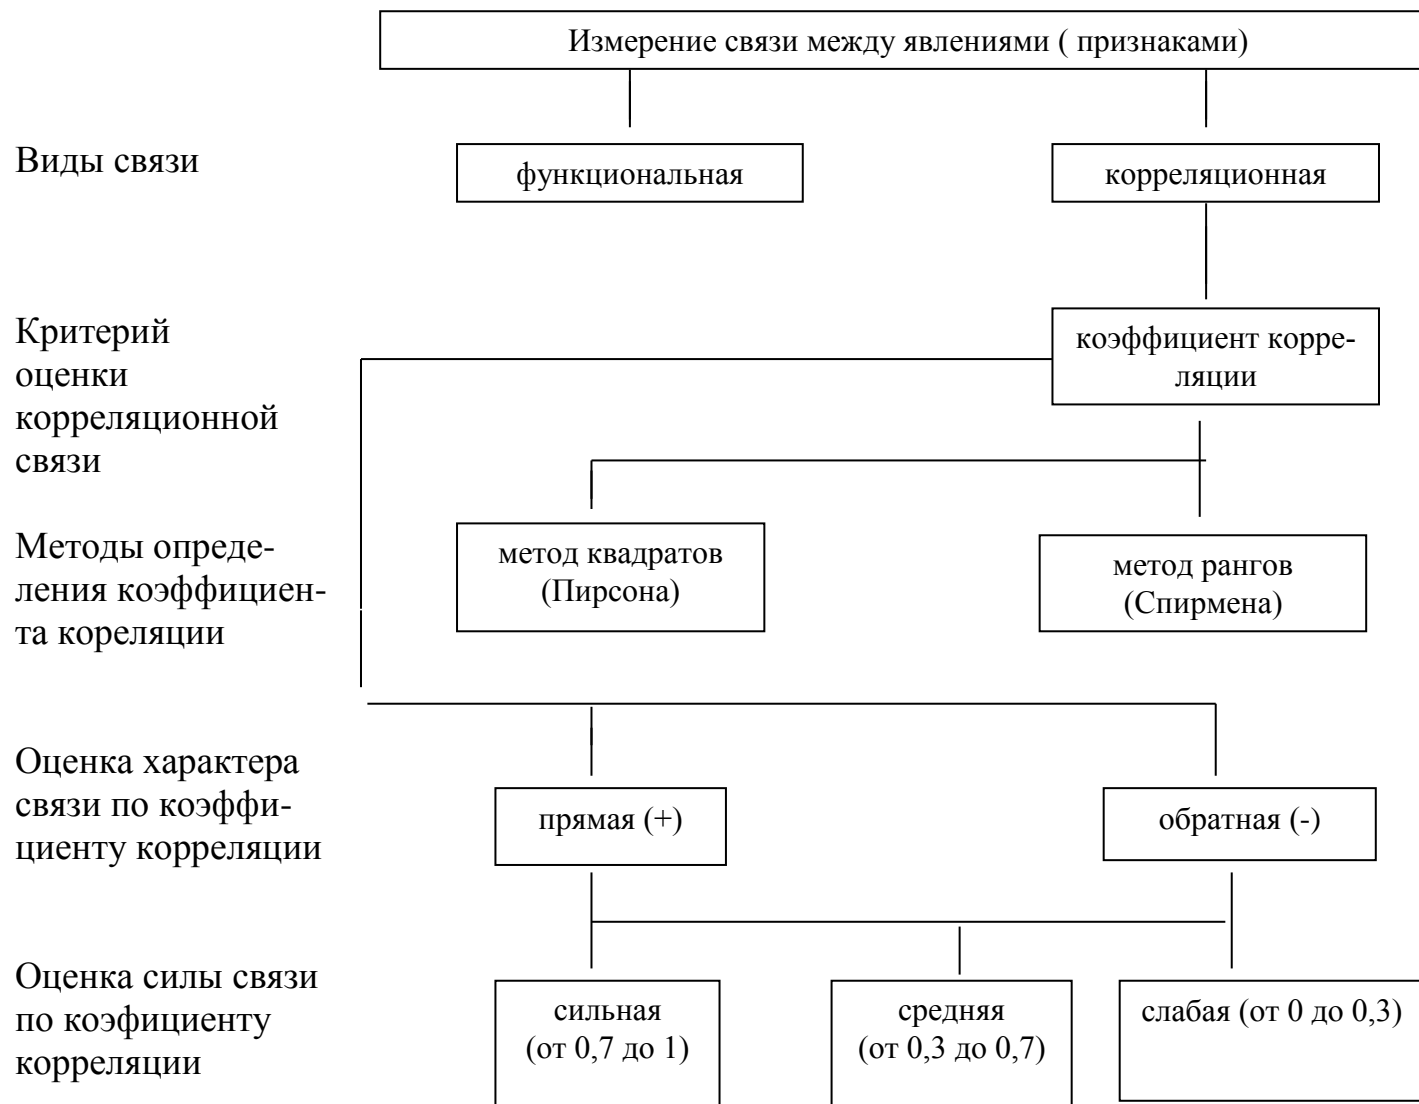 Измерение связи между явлениями ( признаками)
Виды связи
функциональная
корреляционная
Критерий
оценки
корреляционной
связи
коэффициент корре-
ляции
Методы опреде-
ления коэффициен-
та кореляции
метод квадратов
(Пирсона)
метод рангов
(Спирмена)
Оценка характера
связи по коэффи-
циенту корреляции
прямая (+)
обратная (-)
Оценка силы связи
по коэфициенту
корреляции
сильная
(от 0,7 до 1)
средняя
(от 0,3 до 0,7)
слабая (от 0 до 0,3)